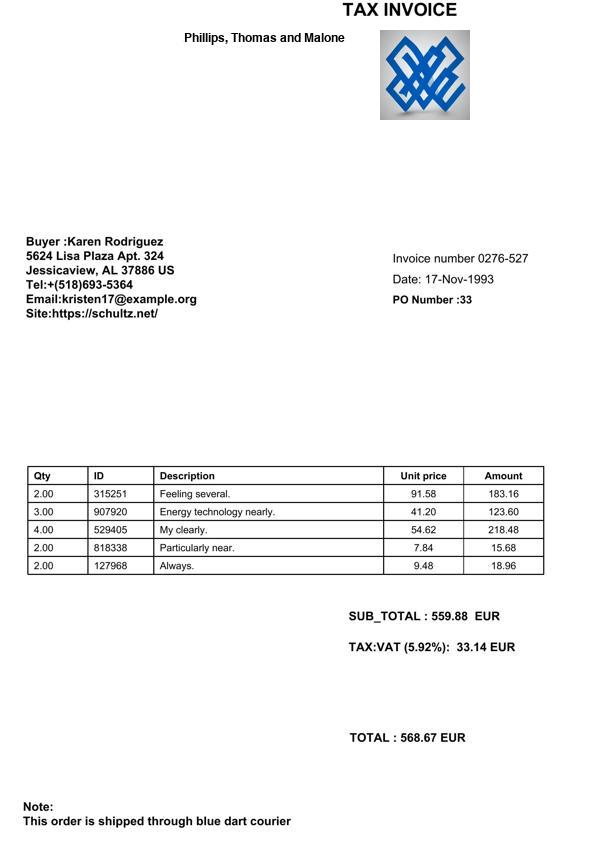 TAX INVOICE
Phillips, Thomas and Malone
Buyer :Karen Rodriguez
5624 Lisa Plaza Apt. 324
Jessicaview, AL 37886 US
Tel:+(518)693-5364
Email:kristen17@example.org
Site:https://schultz.net/
Invoice number 0276-527
Date: 17-Nov-1993
PO Number :33
Qty ID Description Unit price Amount
2.00 315251 Feeling several. 91.58 183.16
3.00 907920 Energy technology nearly. 41.20 123.60
4.00 529405 My clearly. 54.62 218.48
2.00 818338 Particularly near. 7.84 15.68
2.00 127968 Always. 9.48 18.96
SUB_TOTAL : 559.88 EUR
TAX:VAT (5.92%): 33.14 EUR
TOTAL : 568.67 EUR
Note:
This order is shipped through blue dart courier